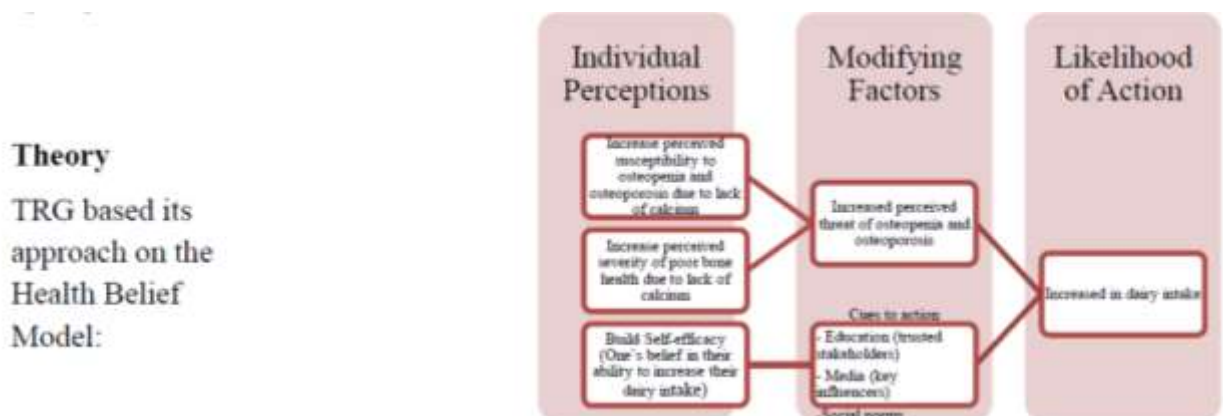 Theory
TRG based its
approach on the
Health Belief
Model:
Individual
Perceptions
Increase perceived
susceptibility to
osteopenia and
osteoporosis due to lack
of calcium
Increase perceived
severity of poor bone
health due to lack of
calcium
Build Self-efficacy
(One's belief in their
ability to increase their
dairy intake)
Modifying
Factors
Increased perceived
threat of osteopenia and
osteoporosis
Cues to action
- Education (trusted
stakeholders)
- Media (key
influencers)
-Social norms
Likelihood
of Action
Increased in dairy intake